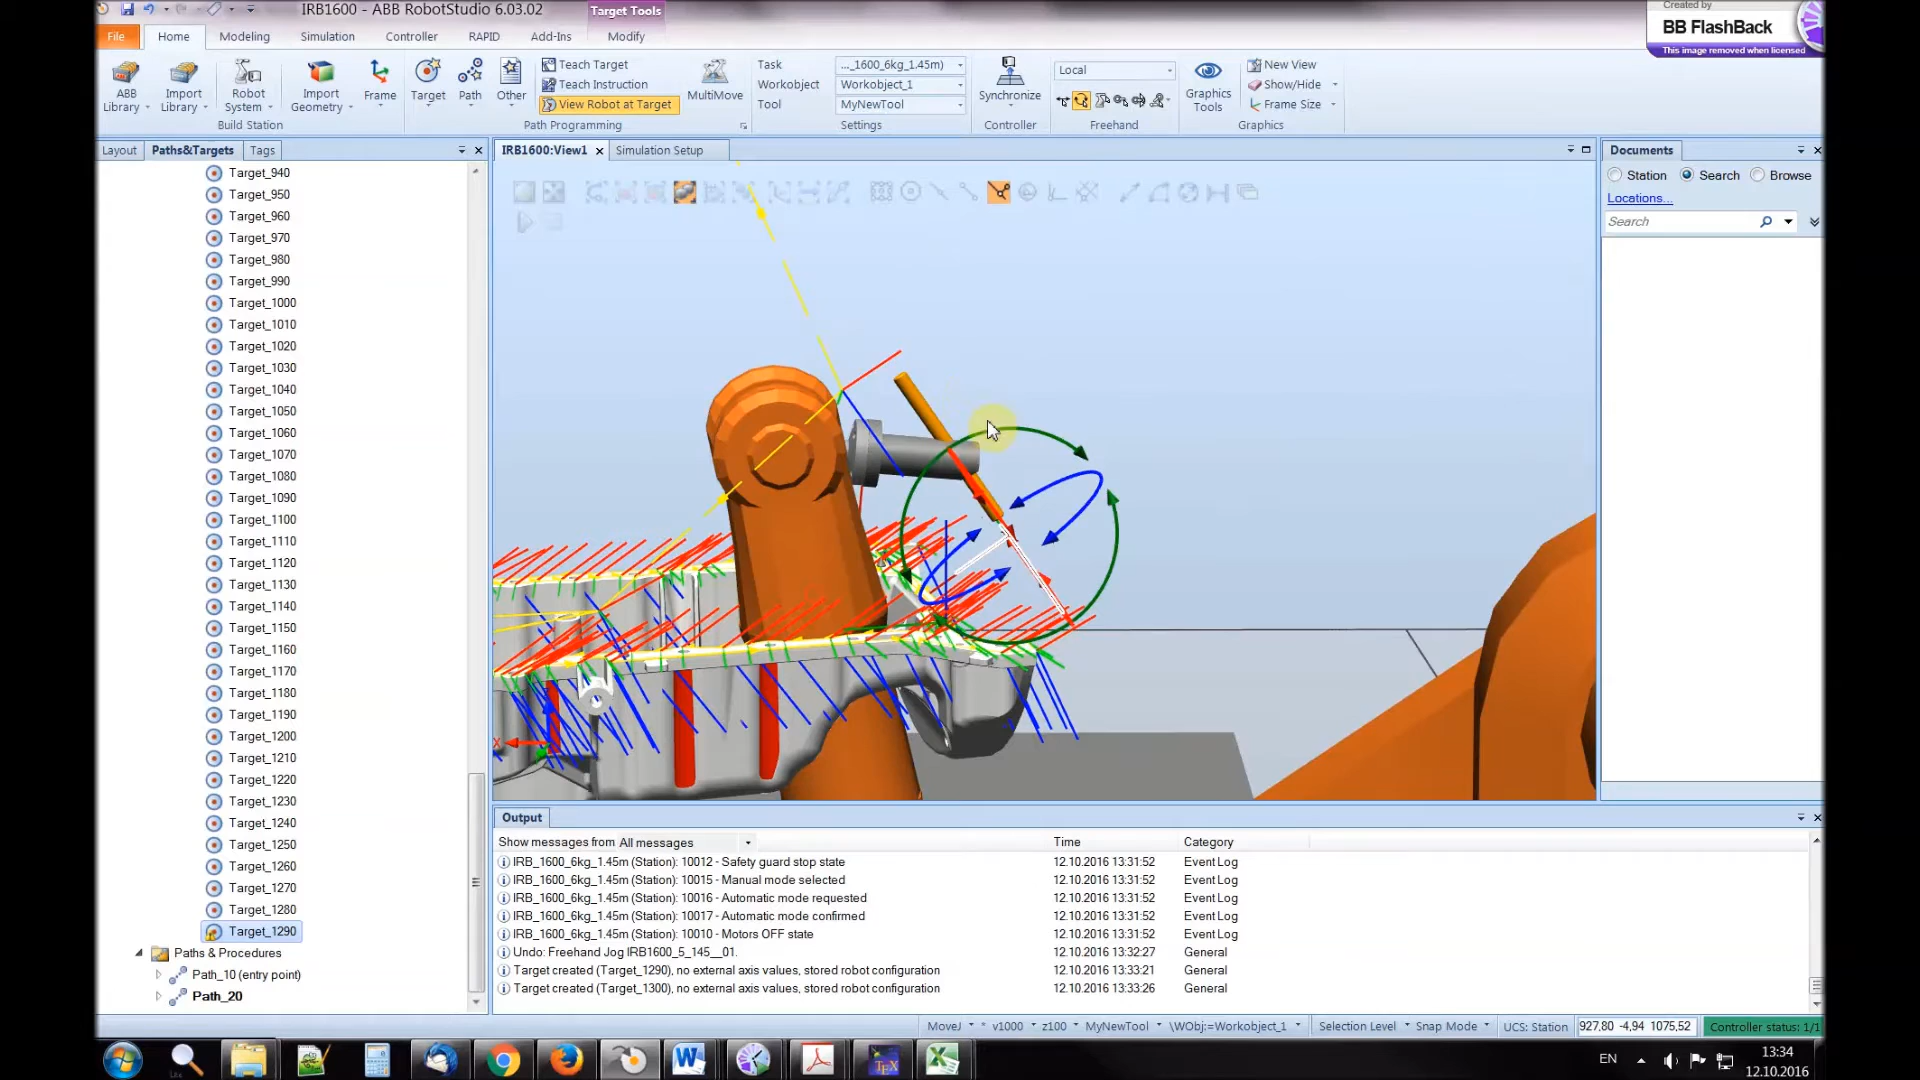 IRB1600 - ABB RobotStudio 6.03.02
Target Tools
Created by
BB FlashBack
This image removed when licensed
File
Home
Modeling
Simulation
Controller
RAPID
Add-Ins
Modify
ABB Library
Import Library
Robot System
Import Geometry
Frame
Target
Path
Other
Teach Target
Teach Instruction
View Robot at Target
MultiMove
Task
..._1600_6kg_1.45m)
Workobject
Workobject_1
Tool
MyNewTool
Synchronize
Local
Graphics Tools
New View
Show/Hide
Frame Size
Build Station
Path Programming
Settings
Controller
Freehand
Graphics
Layout
Paths&Targets
Tags
IRB1600:View1
Simulation Setup
Documents
Station
Search
Browse
Locations...
Search
Target_940
Target_950
Target_960
Target_970
Target_980
Target_990
Target_1000
Target_1010
Target_1020
Target_1030
Target_1040
Target_1050
Target_1060
Target_1070
Target_1080
Target_1090
Target_1100
Target_1110
Target_1120
Target_1130
Target_1140
Target_1150
Target_1160
Target_1170
Target_1180
Target_1190
Target_1200
Target_1210
Target_1220
Target_1230
Target_1240
Target_1250
Target_1260
Target_1270
Target_1280
Target_1290
Paths & Procedures
Path_10 (entry point)
Path_20
X
Output
Show messages from All messages
Time
Category
IRB_1600_6kg_1.45m (Station): 10012 - Safety guard stop state 12.10.2016 13:31:52 Event Log
IRB_1600_6kg_1.45m (Station): 10015 - Manual mode selected 12.10.2016 13:31:52 Event Log
IRB_1600_6kg_1.45m (Station): 10016 - Automatic mode requested 12.10.2016 13:31:52 Event Log
IRB_1600_6kg_1.45m (Station): 10017 - Automatic mode confirmed 12.10.2016 13:31:52 Event Log
IRB_1600_6kg_1.45m (Station): 10010 - Motors OFF state 12.10.2016 13:31:52 Event Log
Undo: Freehand Jog IRB1600_5_145__01. 12.10.2016 13:32:27 General
Target created (Target_1290), no external axis values, stored robot configuration 12.10.2016 13:33:21 General
Target created (Target_1300), no external axis values, stored robot configuration 12.10.2016 13:33:26 General
MoveJ * v1000 z100 MyNewTool \WObj:=Workobject_1 Selection Level Snap Mode UCS: Station 927,80 -4,94 1075,52 Controller status: 1/1
EN
13:34
12.10.2016